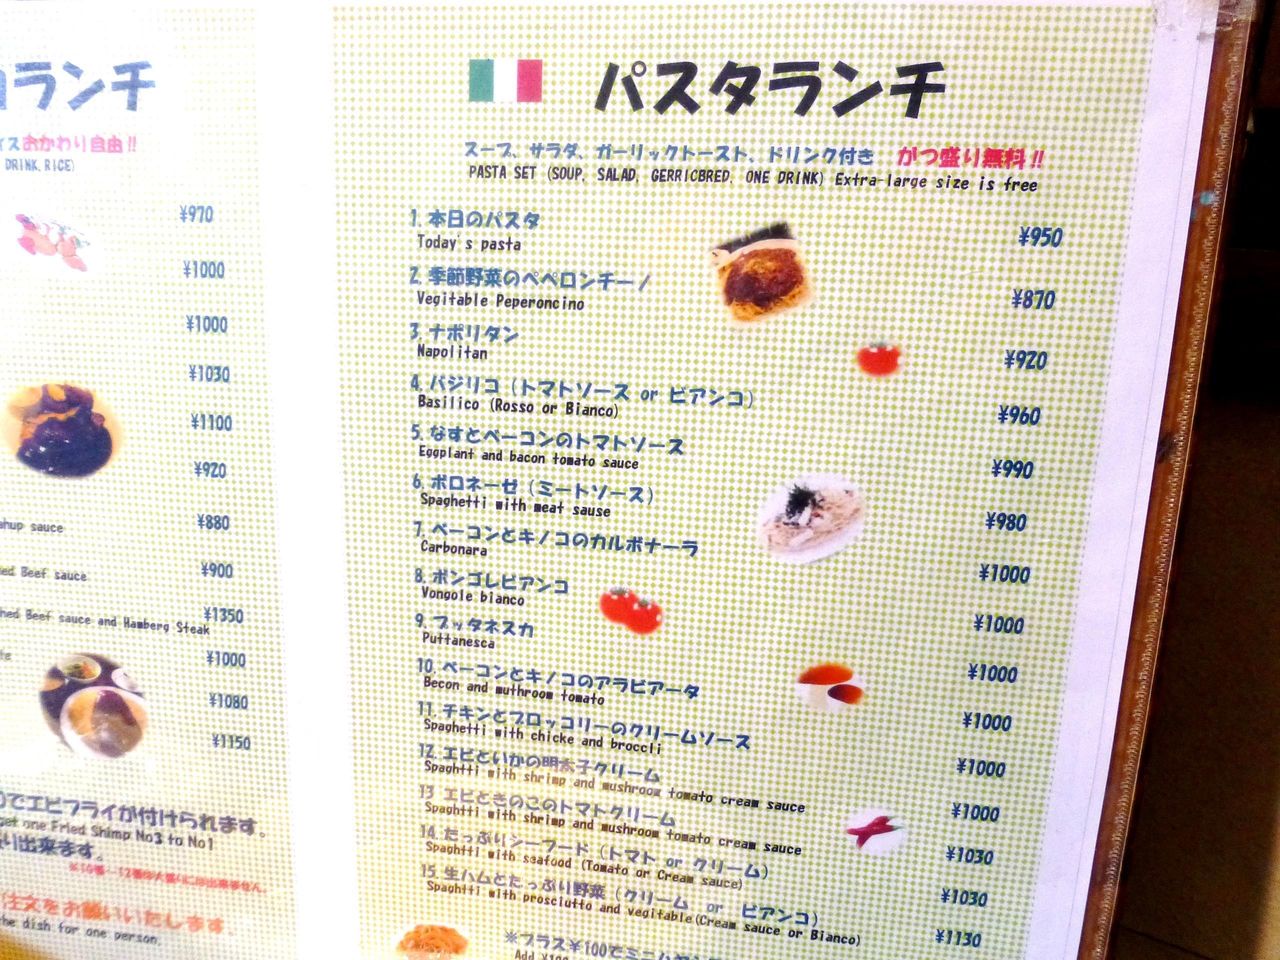 ランチ
おかわり自由!!
DRINK, RICE)
¥970
¥1000
¥1000
¥1030
¥1100
¥920
¥880
sauce
¥900
Beef sauce
¥1350
Beef sauce and Hamberg Steak
¥1000
¥1080
¥1150
でエビフライが付けられます。
get one Fried Shimp No3 to No1
出来ます。
注文をお願いいたします。
the dish for one person.
パスタランチ
スープ、サラダ、ガーリックトースト、ドリンク付き がつ盛り無料!!
PASTA SET (SOUP, SALAD, GERRICBRED, ONE DRINK) Extra-large size is free
1. 本日のパスタ ¥950
Today's pasta
2. 季節野菜のペペロンチーノ ¥870
Vegitable Peperoncino
3. ナポリタン ¥920
Napolitan
4. バジリコ（トマトソース or ビアンコ） ¥960
Basilico (Rosso or Bianco)
5. なすとベーコンのトマトソース ¥990
Eggplant and bacon tomato sauce
6. ボロネーゼ（ミートソース） ¥980
Spaghetti with meat sause
7. ベーコンとキノコのカルボナーラ ¥1000
Carbonara
8. ボンゴレビアンコ ¥1000
Vongole bianco
9. プッタネスカ ¥1000
Puttanesca
10. ベーコンとキノコのアラビアータ ¥1000
Becon and muthroom tomato
11. チキンとブロッコリーのクリームソース ¥1000
Spaghetti with chicke and broccli
12. エビといかの明太子クリーム ¥1000
Spaghtti with shrimp and mushroom tomato cream sauce
13 エビときのこのトマトクリーム ¥1030
Spaghtti with shrimp and mushroom tomato cream sauce
14. たっぷりシーフード（トマト or クリーム） ¥1030
Spaghtti with seafood (Tomato or Cream sauce)
15. 生ハムとたっぷり野菜（クリーム or ビアンコ） ¥1130
Spaghtti with prosciutto and vegitable(Cream sauce or Bianco)
※プラス¥100でミニ
Add ¥100